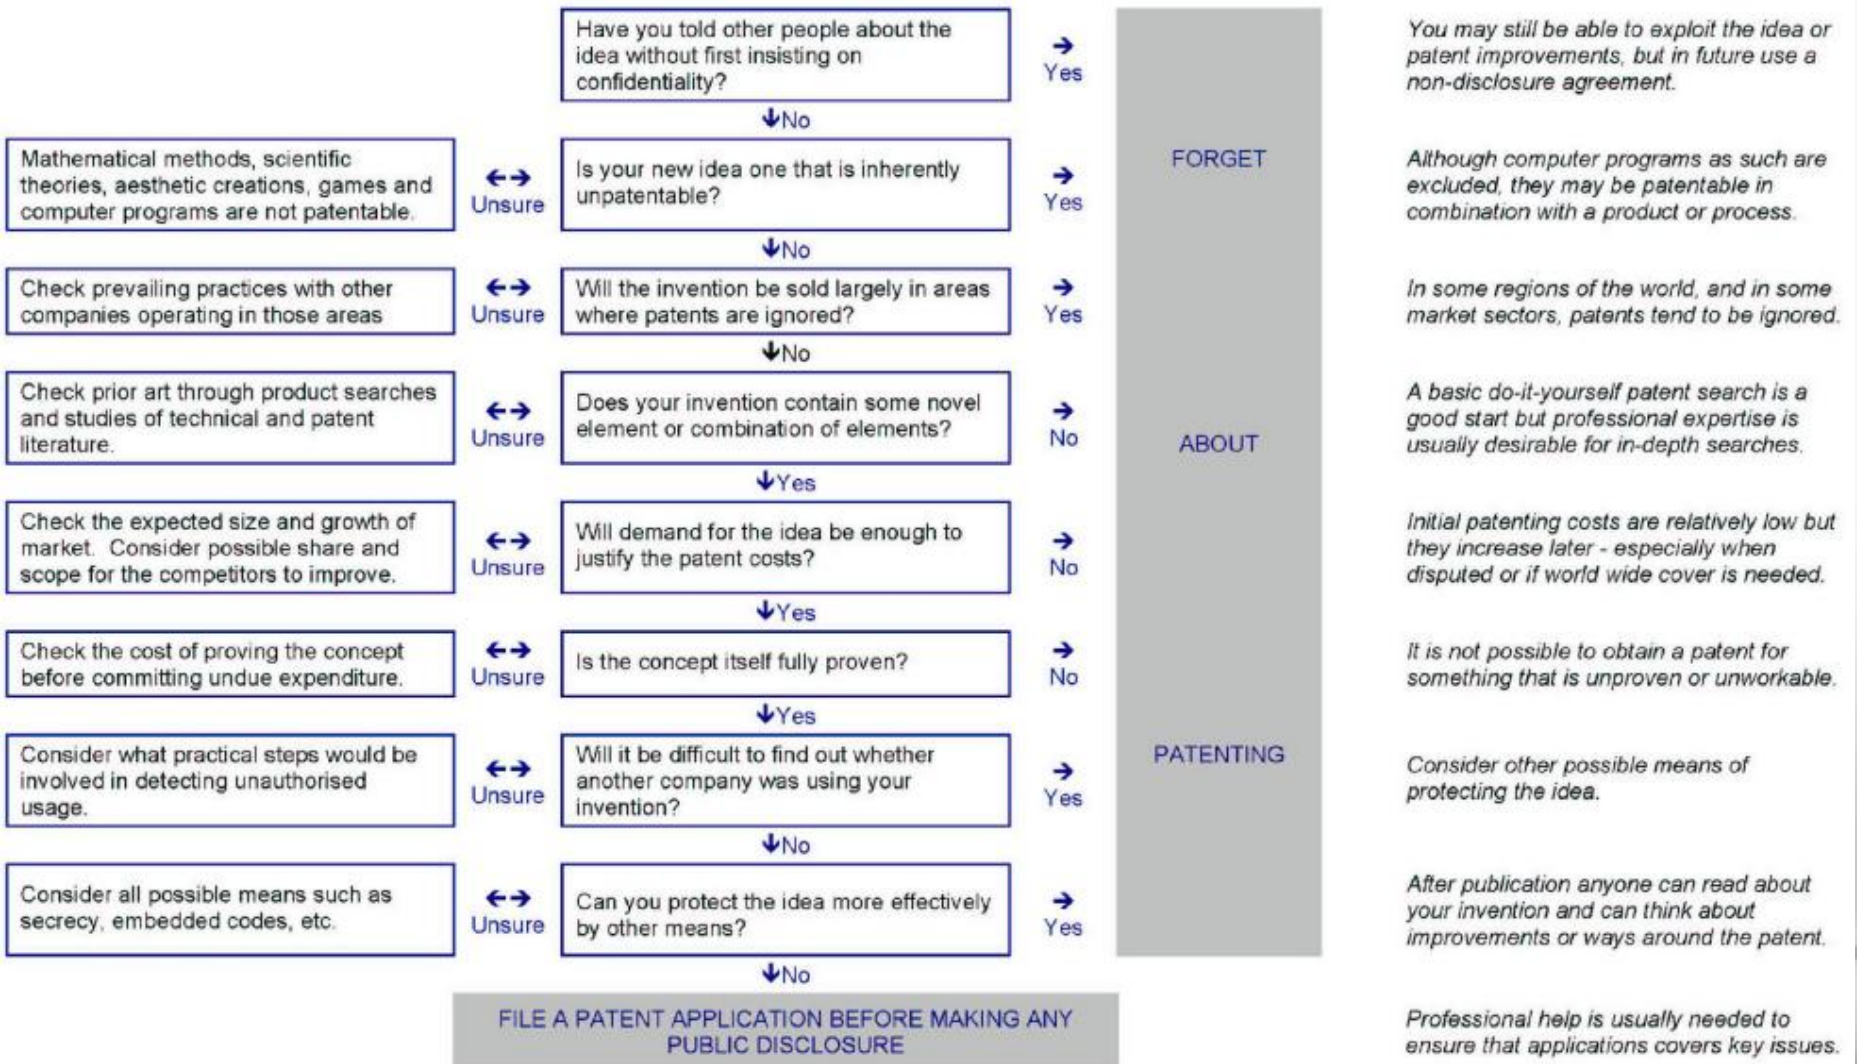 Have you told other people about the
idea without first insisting on
confidentiality?
→
Yes
You may still be able to exploit the idea or
patent improvements, but in future use a
non-disclosure agreement.
↓No
Mathematical methods, scientific
theories, aesthetic creations, games and
computer programs are not patentable.
←→
Unsure
Is your new idea one that is inherently
unpatentable?
→
Yes
FORGET
Although computer programs as such are
excluded, they may be patentable in
combination with a product or process.
↓No
Check prevailing practices with other
companies operating in those areas
←→
Unsure
Will the invention be sold largely in areas
where patents are ignored?
→
Yes
In some regions of the world, and in some
market sectors, patents tend to be ignored.
↓No
Check prior art through product searches
and studies of technical and patent
literature.
←→
Unsure
Does your invention contain some novel
element or combination of elements?
→
No
ABOUT
A basic do-it-yourself patent search is a
good start but professional expertise is
usually desirable for in-depth searches.
↓Yes
Check the expected size and growth of
market. Consider possible share and
scope for the competitors to improve.
←→
Unsure
Will demand for the idea be enough to
justify the patent costs?
→
No
Initial patenting costs are relatively low but
they increase later - especially when
disputed or if world wide cover is needed.
↓Yes
Check the cost of proving the concept
before committing undue expenditure.
←→
Unsure
Is the concept itself fully proven?
→
No
It is not possible to obtain a patent for
something that is unproven or unworkable.
↓Yes
Consider what practical steps would be
involved in detecting unauthorised
usage.
←→
Unsure
Will it be difficult to find out whether
another company was using your
invention?
→
Yes
PATENTING
Consider other possible means of
protecting the idea.
↓No
Consider all possible means such as
secrecy, embedded codes, etc.
←→
Unsure
Can you protect the idea more effectively
by other means?
→
Yes
After publication anyone can read about
your invention and can think about
improvements or ways around the patent.
↓No
FILE A PATENT APPLICATION BEFORE MAKING ANY
PUBLIC DISCLOSURE
Professional help is usually needed to
ensure that applications covers key issues.